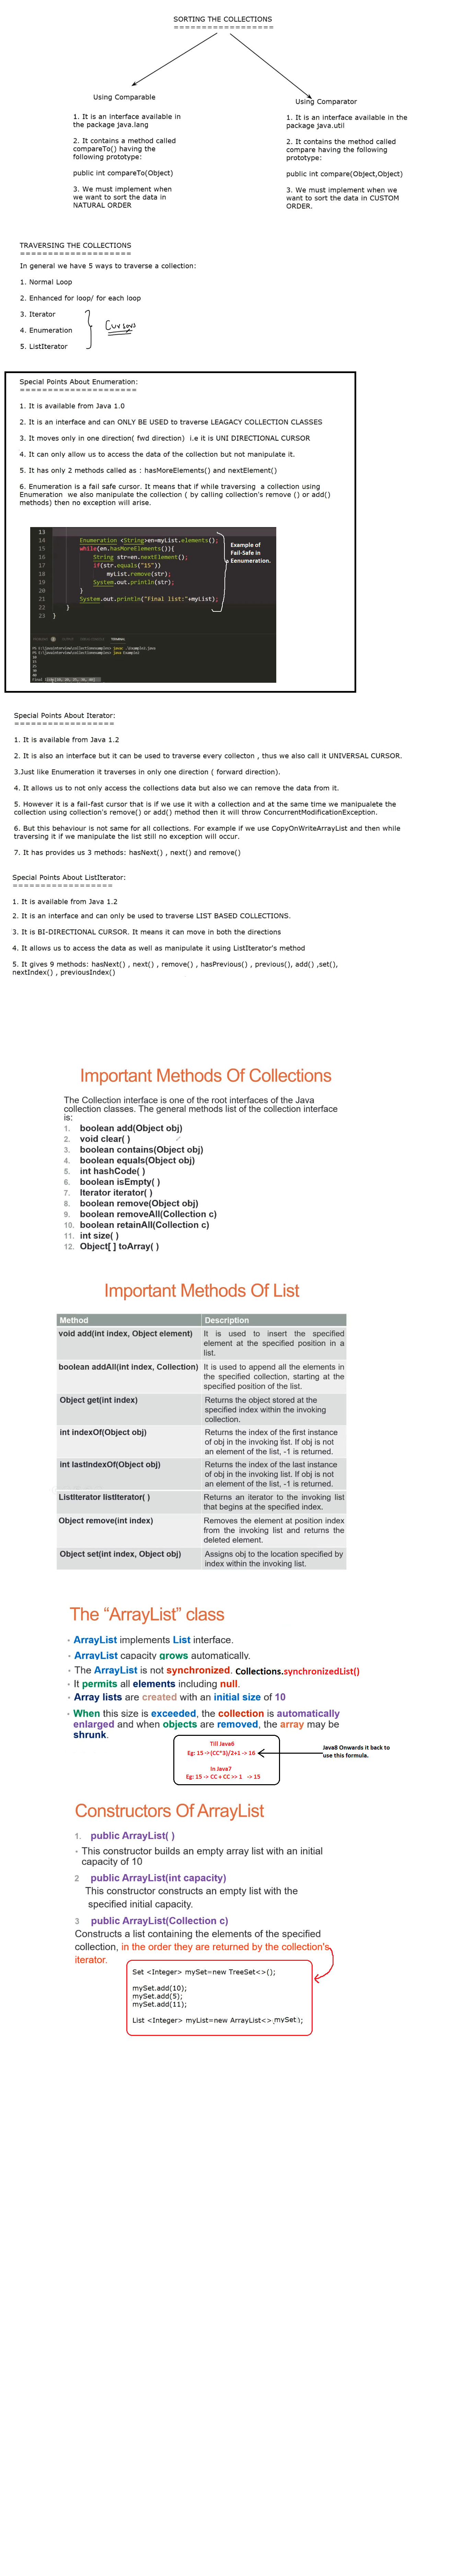 SORTING THE COLLECTIONS
==================
Using Comparable
1. It is an interface available in
the package java.lang
2. It contains a method called
compareTo() having the
following prototype:
public int compareTo(Object)
3. We must implement when
we want to sort the data in
NATURAL ORDER
Using Comparator
1. It is an interface available in the
package java.util
2. It contains the method called
compare having the following
prototype:
public int compare(Object,Object)
3. We must implement when we
want to sort the data in CUSTOM
ORDER.
TRAVERSING THE COLLECTIONS
====================
In general we have 5 ways to traverse a collection:
1. Normal Loop
2. Enhanced for loop/ for each loop
3. Iterator
4. Enumeration
5. ListIterator
Cursors
Special Points About Enumeration:
=====================
1. It is available from Java 1.0
2. It is an interface and can ONLY BE USED to traverse LEAGACY COLLECTION CLASSES
3. It moves only in one direction( fwd direction)  i.e it is UNI DIRECTIONAL CURSOR
4. It can only allow us to access the data of the collection but not manipulate it.
5. It has only 2 methods called as : hasMoreElements() and nextElement()
6. Enumeration is a fail safe cursor. It means that if while traversing  a collection using
Enumeration  we also manipulate the collection ( by calling collection's remove () or add()
methods) then no exception will arise.
13
14 Enumeration <String>en=myList.elements();
15 while(en.hasMoreElements()){
16 String str=en.nextElement();
17 if(str.equals("15"))
18 myList.remove(str);
19 System.out.println(str);
20 }
21 System.out.println("Final list:"+myList);
22 }
23 }
Example of
Fail-Safe in
Eenumeration.
TERMINAL
Special Points About Iterator:
==================
1. It is available from Java 1.2
2. It is also an interface but it can be used to traverse every collecton , thus we also call it UNIVERSAL CURSOR.
3.Just like Enumeration it traverses in only one direction ( forward direction).
4. It allows us to not only access the collections data but also we can remove the data from it.
5. However it is a fail-fast cursor that is if we use it with a collection and at the same time we manipualete the
collection using collection's remove() or add() method then it will throw ConcurrentModificationException.
6. But this behaviour is not same for all collections. For example if we use CopyOnWriteArrayList and then while
traversing it if we manipulate the list still no exception will occur.
7. It has provides us 3 methods: hasNext() , next() and remove()
Special Points About ListIterator:
==================
1. It is available from Java 1.2
2. It is an interface and can only be used to traverse LIST BASED COLLECTIONS.
3. It is BI-DIRECTIONAL CURSOR. It means it can move in both the directions
4. It allows us to access the data as well as manipulate it using ListIterator's method
5. It gives 9 methods: hasNext() , next() , remove() , hasPrevious() , previous(), add() ,set(),
nextIndex() , previousIndex()
Important Methods Of Collections
The Collection interface is one of the root interfaces of the Java
collection classes. The general methods list of the collection interface
is:
1. boolean add(Object obj)
2. void clear( )
3. boolean contains(Object obj)
4. boolean equals(Object obj)
5. int hashCode( )
6. boolean isEmpty( )
7. Iterator iterator( )
8. boolean remove(Object obj)
9. boolean removeAll(Collection c)
10. boolean retainAll(Collection c)
11. int size( )
12. Object[ ] toArray( )
Important Methods Of List
Method Description
void add(int index, Object element) It is used to insert the specified
element at the specified position in a
list.
boolean addAll(int index, Collection) It is used to append all the elements in
the specified collection, starting at the
specified position of the list.
Object get(int index) Returns the object stored at the
specified index within the invoking
collection.
int indexOf(Object obj) Returns the index of the first instance
of obj in the invoking list. If obj is not
an element of the list, -1 is returned.
int lastIndexOf(Object obj) Returns the index of the last instance
of obj in the invoking list. If obj is not
an element of the list, -1 is returned.
ListIterator listIterator( ) Returns an iterator to the invoking list
that begins at the specified index.
Object remove(int index) Removes the element at position index
from the invoking list and returns the
deleted element.
Object set(int index, Object obj) Assigns obj to the location specified by
index within the invoking list.
The “ArrayList” class
• ArrayList implements List interface.
• ArrayList capacity grows automatically.
• The ArrayList is not synchronized. Collections.synchronizedList()
• It permits all elements including null.
• Array lists are created with an initial size of 10
• When this size is exceeded, the collection is automatically
enlarged and when objects are removed, the array may be
shrunk.
Till Java6
Eg: 15 ->(CC*3)/2+1 -> 16
In Java7
Eg: 15 -> CC + CC >> 1   -> 15
Java8 Onwards it back to
use this formula.
Constructors Of ArrayList
1. public ArrayList( )
• This constructor builds an empty array list with an initial
capacity of 10
2 public ArrayList(int capacity)
This constructor constructs an empty list with the
specified initial capacity.
3 public ArrayList(Collection c)
Constructs a list containing the elements of the specified
collection, in the order they are returned by the collection's
iterator.
Set <Integer> mySet=new TreeSet<>();
mySet.add(10);
mySet.add(5);
mySet.add(11);
List <Integer> myList=new ArrayList<>(mySet);